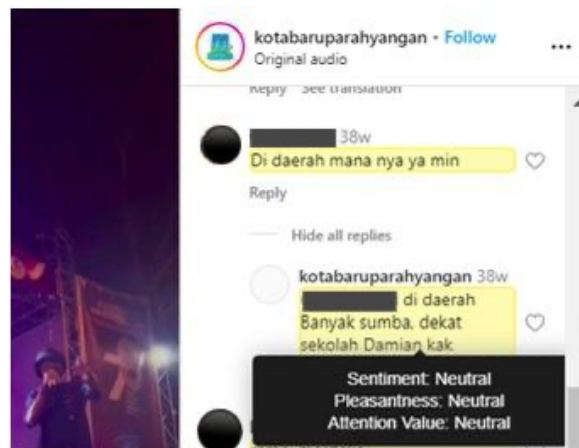 kotabaruparahyangan • Follow
Original audio
Reply See translation
38w
Di daerah mana nya ya min
Reply
Hide all replies
kotabaruparahyangan 38w
di daerah
Banyak sumba, dekat
sekolah Damian kak
Sentiment: Neutral
Pleasantness: Neutral
Attention Value: Neutral